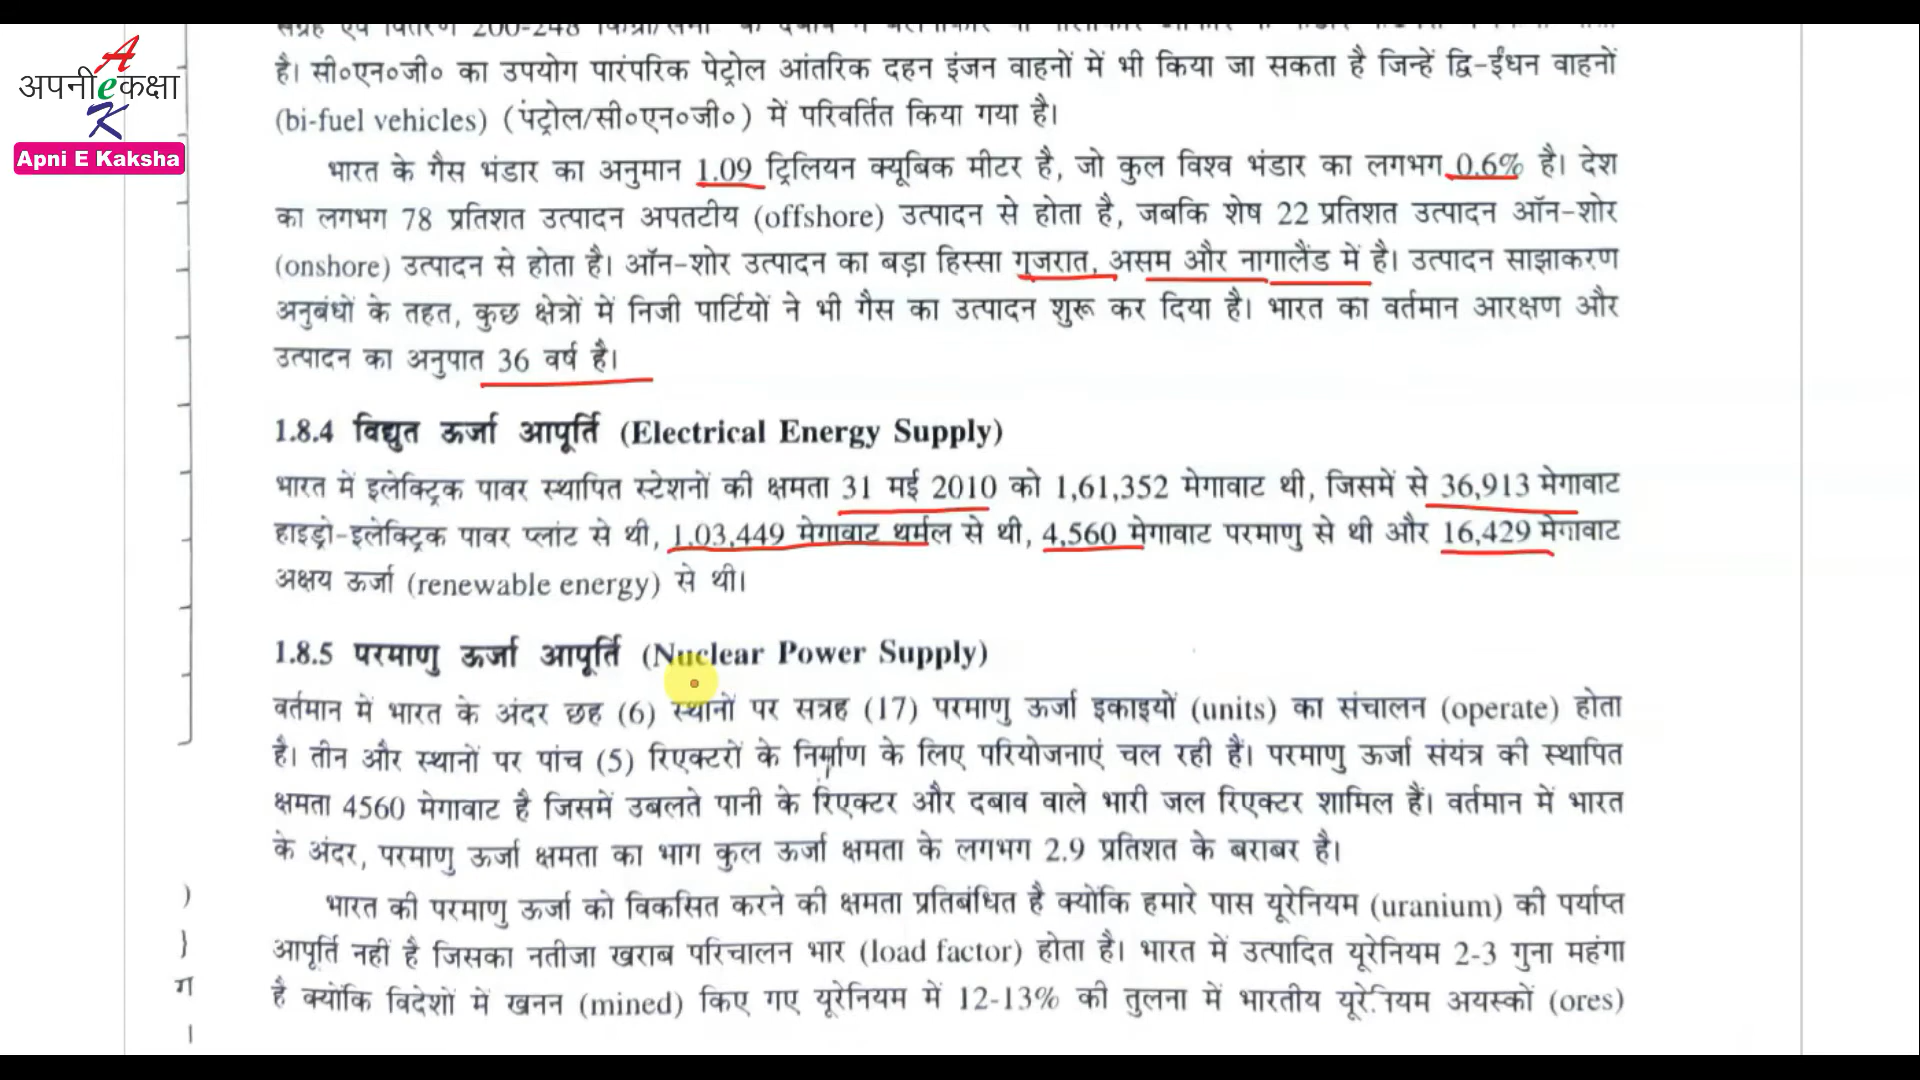 अपनी e कक्षा
A
K
Apni E Kaksha
संग्रह एवं वितरण 200-248
है। सी०एन०जी० का उपयोग पारंपरिक पेट्रोल आंतरिक दहन इंजन वाहनों में भी किया जा सकता है जिन्हें द्वि-ईंधन वाहनों
(bi-fuel vehicles) (पेट्रोल/सी०एन०जी०) में परिवर्तित किया गया है।
भारत के गैस भंडार का अनुमान 1.09 ट्रिलियन क्यूबिक मीटर है, जो कुल विश्व भंडार का लगभग 0.6% है। देश
का लगभग 78 प्रतिशत उत्पादन अपतटीय (offshore) उत्पादन से होता है, जबकि शेष 22 प्रतिशत उत्पादन ऑन-शोर
(onshore) उत्पादन से होता है। ऑन-शोर उत्पादन का बड़ा हिस्सा गुजरात, असम और नागालैंड में है। उत्पादन साझाकरण
अनुबंधों के तहत, कुछ क्षेत्रों में निजी पार्टियों ने भी गैस का उत्पादन शुरू कर दिया है। भारत का वर्तमान आरक्षण और
उत्पादन का अनुपात 36 वर्ष है।
1.8.4 विद्युत ऊर्जा आपूर्ति (Electrical Energy Supply)
भारत में इलेक्ट्रिक पावर स्थापित स्टेशनों की क्षमता 31 मई 2010 को 1,61,352 मेगावाट थी, जिसमें से 36,913 मेगावाट
हाइड्रो-इलेक्ट्रिक पावर प्लांट से थी, 1,03,449 मेगावाट थर्मल से थी, 4,560 मेगावाट परमाणु से थी और 16,429 मेगावाट
अक्षय ऊर्जा (renewable energy) से थी।
1.8.5 परमाणु ऊर्जा आपूर्ति (Nuclear Power Supply)
वर्तमान में भारत के अंदर छह (6) स्थानों पर सत्रह (17) परमाणु ऊर्जा इकाइयों (units) का संचालन (operate) होता
है। तीन और स्थानों पर पांच (5) रिएक्टरों के निर्माण के लिए परियोजनाएं चल रही हैं। परमाणु ऊर्जा संयंत्र की स्थापित
क्षमता 4560 मेगावाट है जिसमें उबलते पानी के रिएक्टर और दबाव वाले भारी जल रिएक्टर शामिल हैं। वर्तमान में भारत
के अंदर, परमाणु ऊर्जा क्षमता का भाग कुल ऊर्जा क्षमता के लगभग 2.9 प्रतिशत के बराबर है।
भारत की परमाणु ऊर्जा को विकसित करने की क्षमता प्रतिबंधित है क्योंकि हमारे पास यूरेनियम (uranium) की पर्याप्त
आपूर्ति नहीं है जिसका नतीजा खराब परिचालन भार (load factor) होता है। भारत में उत्पादित यूरेनियम 2-3 गुना महंगा
है क्योंकि विदेशों में खनन (mined) किए गए यूरेनियम में 12-13% की तुलना में भारतीय यूरेनियम अयस्कों (ores)